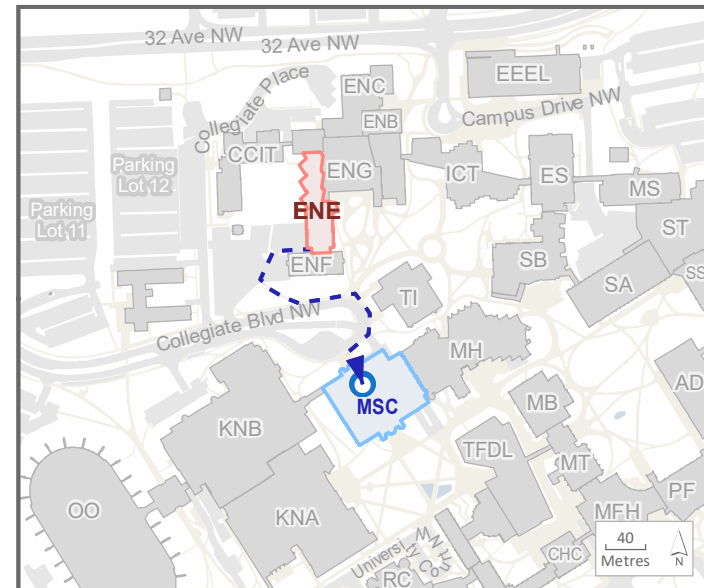 32 Ave NW
32 Ave NW
EEEL
Collegiate Place
ENC
Campus Drive NW
ENB
CCIT
Parking
Lot 12
ENG
ICT
ES
MS
Parking
Lot 11
ENE
ST
ENF
SB
SS
SA
TI
Collegiate Blvd NW
MH
AD
MSC
KNB
MB
TFDL
MT
OO
KNA
PF
MFH
CHC
RC
40
Metres
N